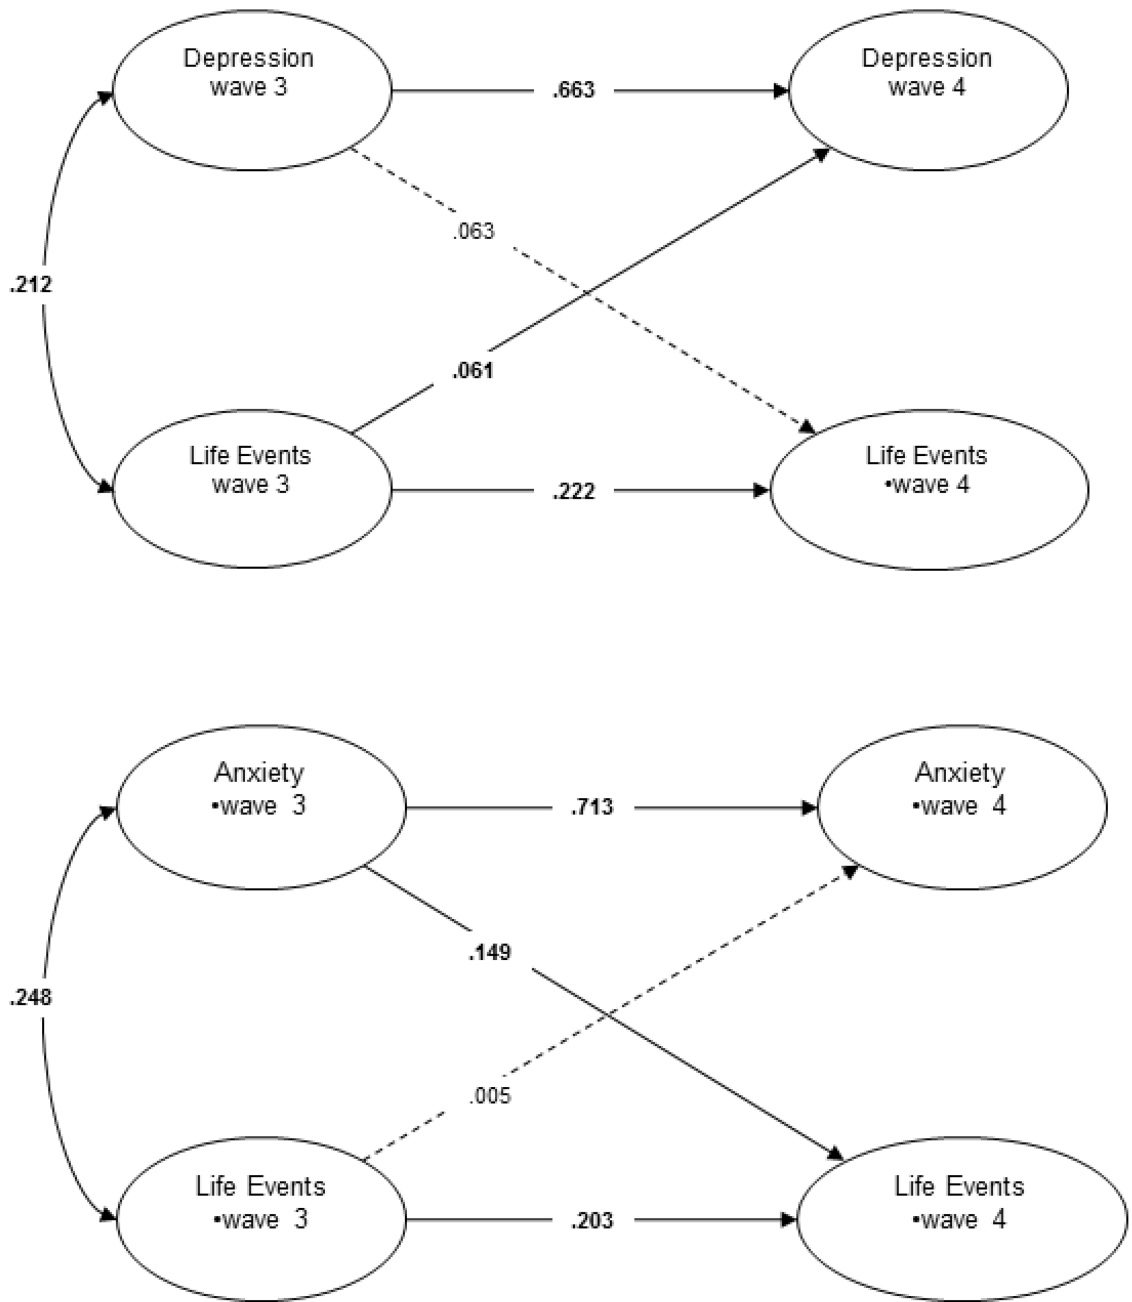 Depression
wave 3
Depression
wave 4
.663
.063
.212
.061
Life Events
wave 3
Life Events
•wave 4
.222
Anxiety
•wave 3
Anxiety
•wave 4
.713
.149
.248
.005
Life Events
•wave 3
Life Events
•wave 4
.203